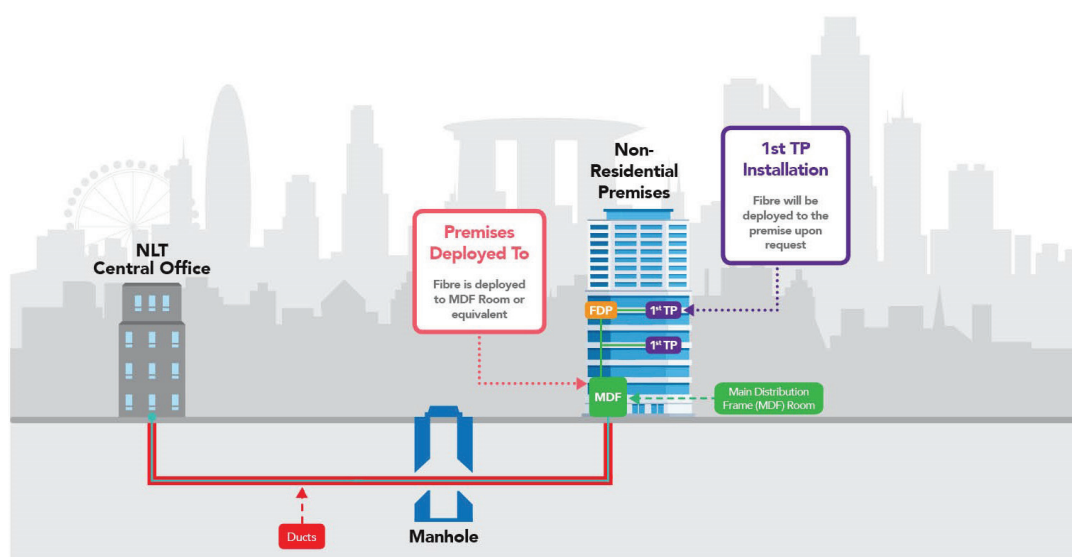 NLT
Central Office
Premises
Deployed To
Fibre is deployed
to MDF Room or
equivalent
Non-
Residential
Premises
1st TP
Installation
Fibre will be
deployed to the
premise upon
request
FDP
1st TP
1st TP
MDF
Main Distribution
Frame (MDF) Room
Ducts
Manhole